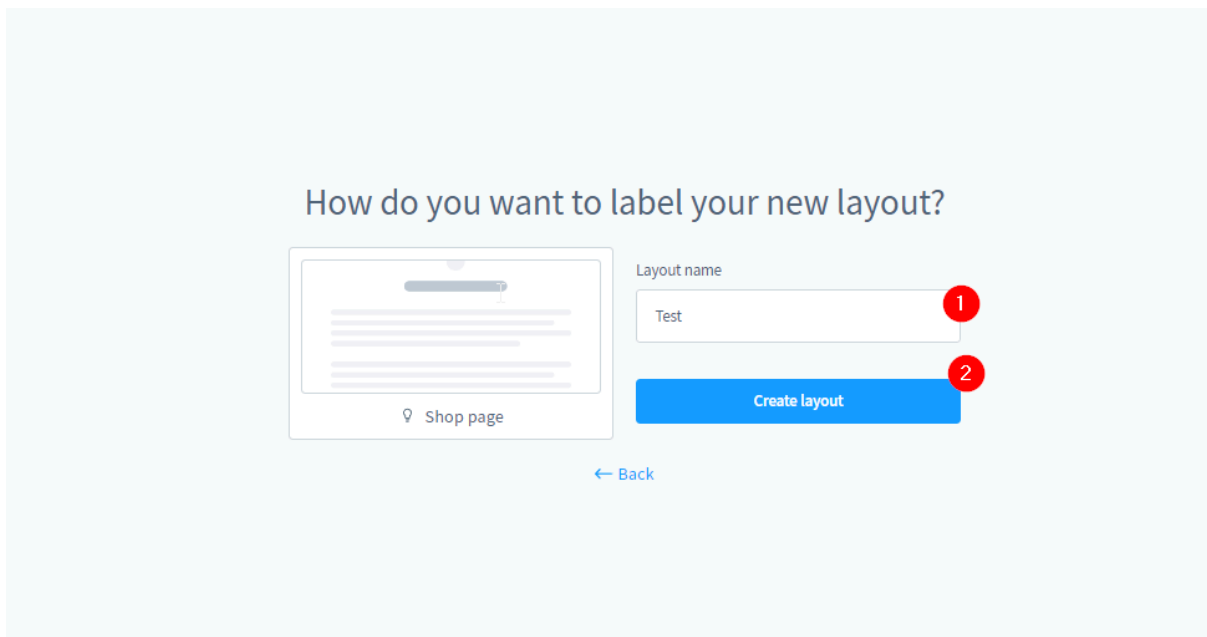 How do you want to label your new layout?
Layout name
1
Test
2
Create layout
Shop page
Back